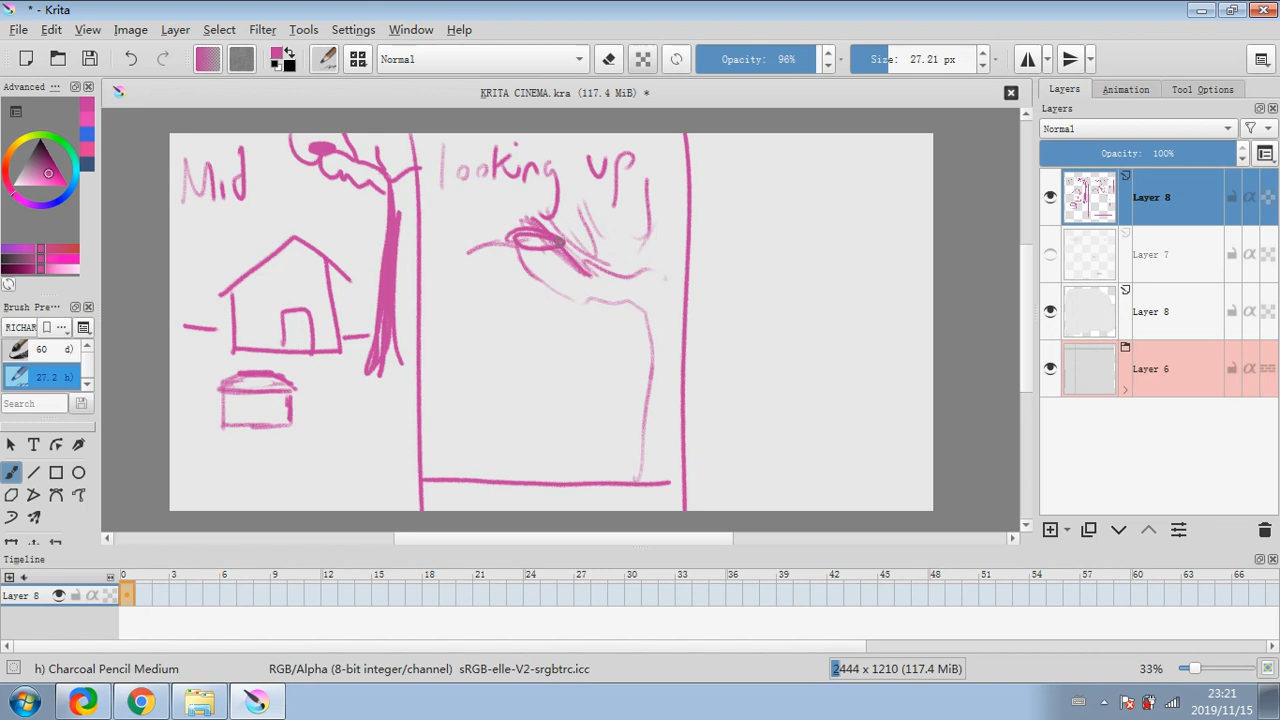 * - Krita
File Edit View Image Layer Select Filter Tools Settings Window Help
Normal Opacity: 96% Size: 27.21 px
Advanced ...
KRITA CINEMA.kra (117.4 MiB) *
Layers Animation Tool Options
Layers
Normal
Opacity: 100%
Layer 8
Layer 7
Layer 8
Layer 6
Mid
looking up
Brush Pre...
RICHAR ...
60 d)
27.2 h)
Search
Timeline
0 3 6 9 12 15 18 21 24 27 30 33 36 39 42 45 48 51 54 57 60 63 66
Layer 8
h) Charcoal Pencil Medium RGB/Alpha (8-bit integer/channel) sRGB-elle-V2-srgbtrc.icc 2444 x 1210 (117.4 MiB) 33%
23:21
2019/11/15